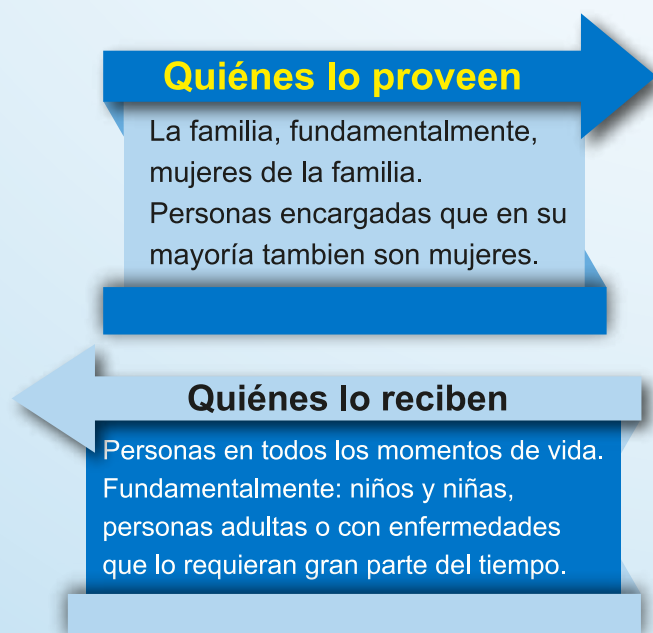 Quiénes lo proveen
La familia, fundamentalmente,
mujeres de la familia.
Personas encargadas que en su
mayoría tambien son mujeres.
Quiénes lo reciben
Personas en todos los momentos de vida.
Fundamentalmente: niños y niñas,
personas adultas o con enfermedades
que lo requieran gran parte del tiempo.